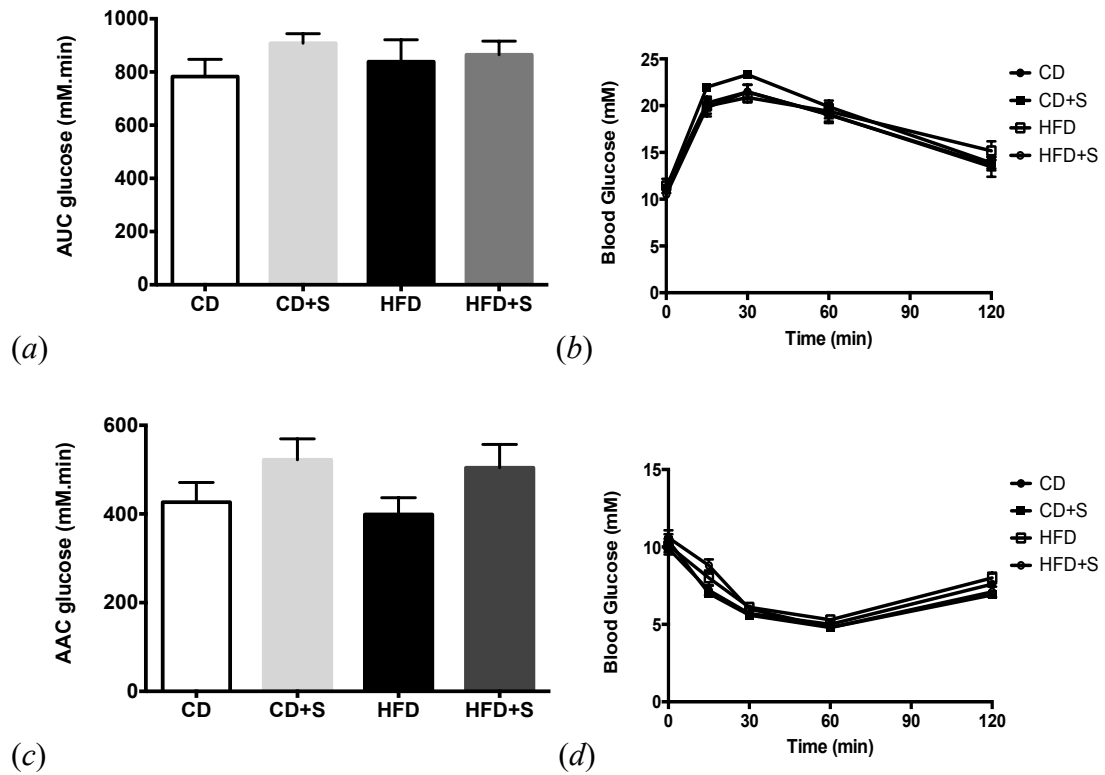 AUC glucose (mM.min)
1000
800
600
400
200
0
CD CD+S HFD HFD+S
(a)
Blood Glucose (mM)
25
20
15
10
5
0
0 30 60 90 120
Time (min)
CD
CD+S
HFD
HFD+S
(b)
AAC glucose (mM.min)
600
400
200
0
CD CD+S HFD HFD+S
(c)
Blood Glucose (mM)
15
10
5
0
0 30 60 90 120
Time (min)
CD
CD+S
HFD
HFD+S
(d)